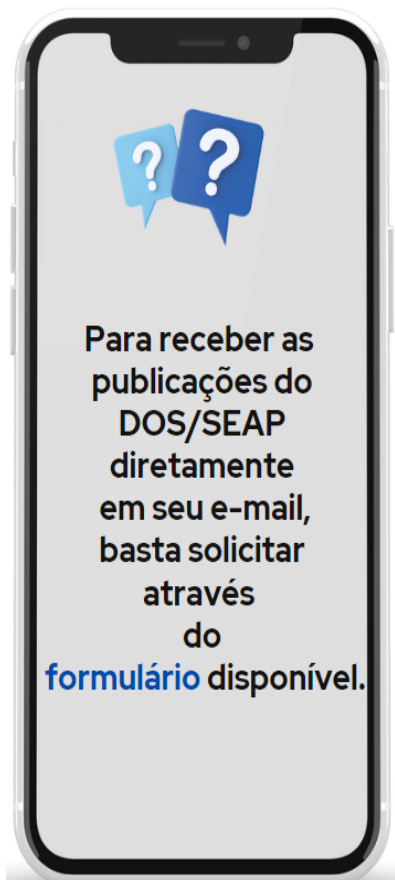 ? ?
Para receber as
publicações do
DOS/SEAP
diretamente
em seu e-mail,
basta solicitar
através
do
formulário disponível.